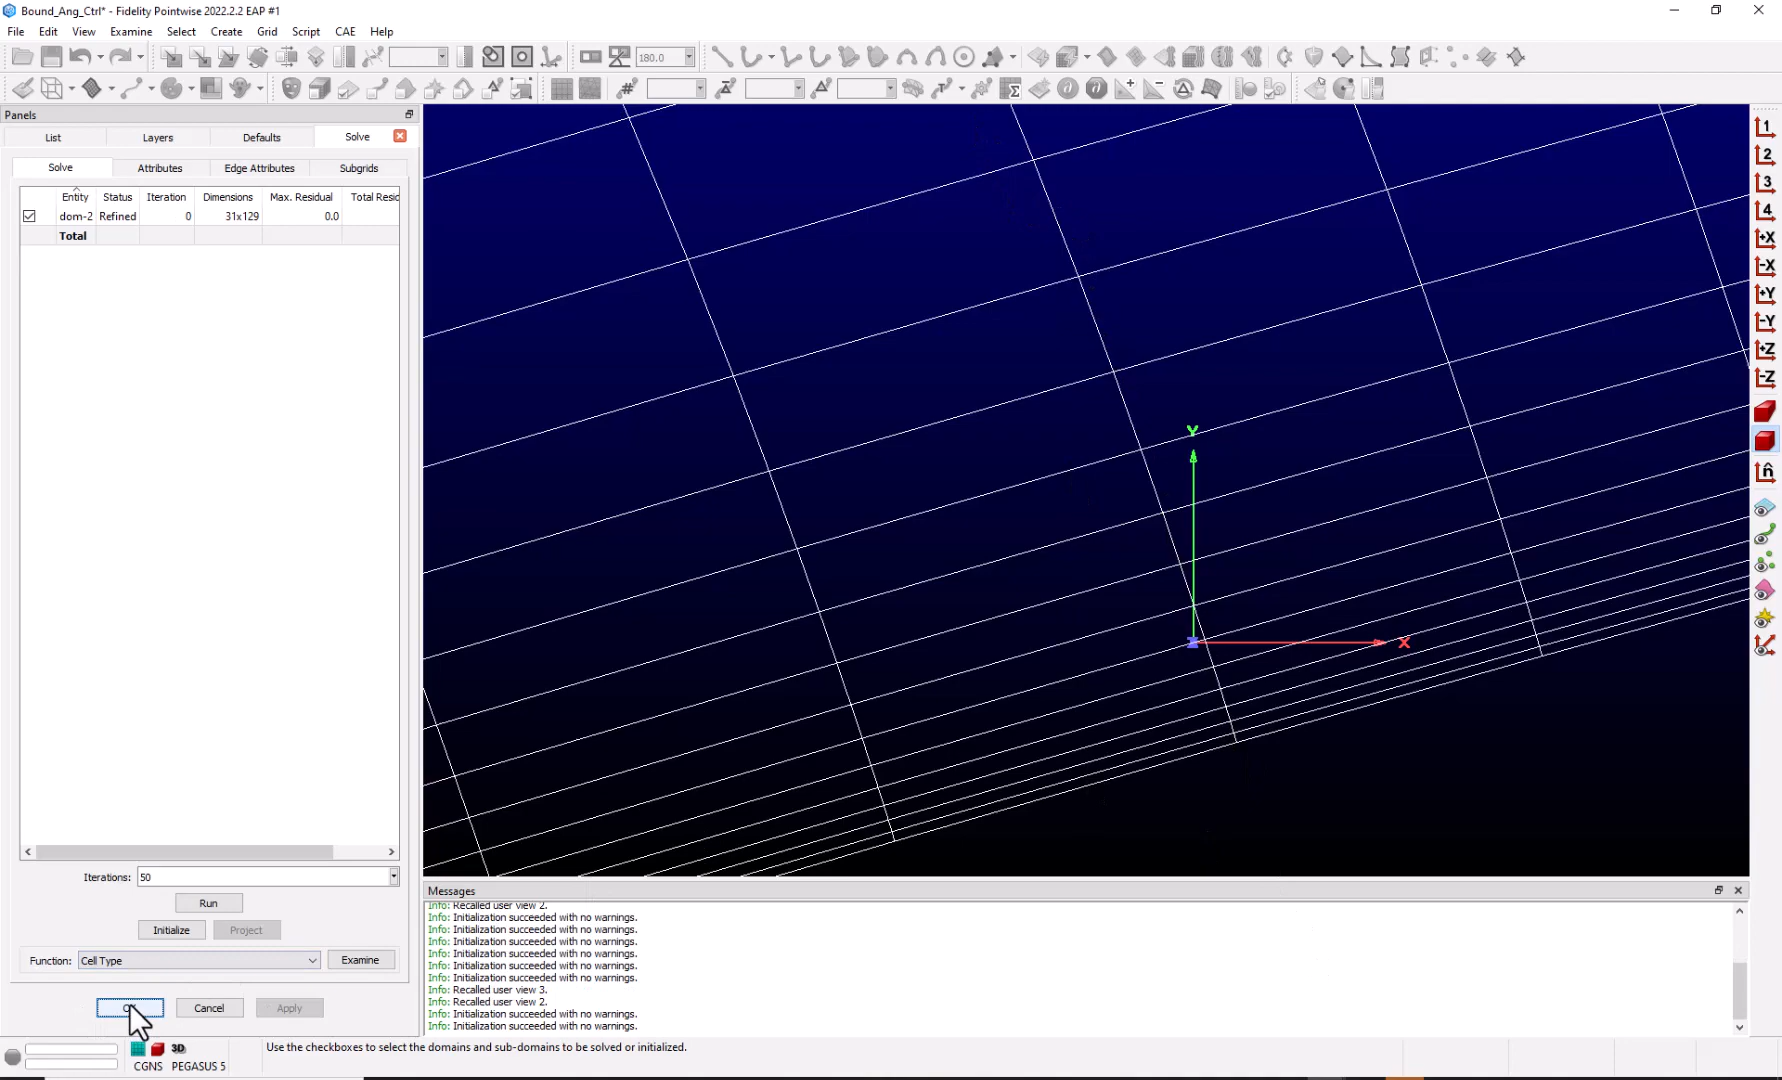 Bound_Ang_Ctrl* - Fidelity Pointwise 2022.2.2 EAP #1
File Edit View Examine Select Create Grid Script CAE Help
180.0
Panels
List Layers Defaults Solve
Solve Attributes Edge Attributes Subgrids
Entity Status Iteration Dimensions Max. Residual Total Resid
dom-2 Refined 0 31x129 0.0
Total
Y
X
Z
1
2
3
4
+X
-X
+Y
-Y
+Z
-Z
n̂
Iterations: 50
Run
Initialize Project
Function: Cell Type Examine
Cancel Apply
Messages
Info: Recalled user view 2.
Info: Initialization succeeded with no warnings.
Info: Initialization succeeded with no warnings.
Info: Initialization succeeded with no warnings.
Info: Initialization succeeded with no warnings.
Info: Initialization succeeded with no warnings.
Info: Initialization succeeded with no warnings.
Info: Recalled user view 3.
Info: Recalled user view 2.
Info: Initialization succeeded with no warnings.
Info: Initialization succeeded with no warnings.
3D
CGNS PEGASUS 5
Use the checkboxes to select the domains and sub-domains to be solved or initialized.